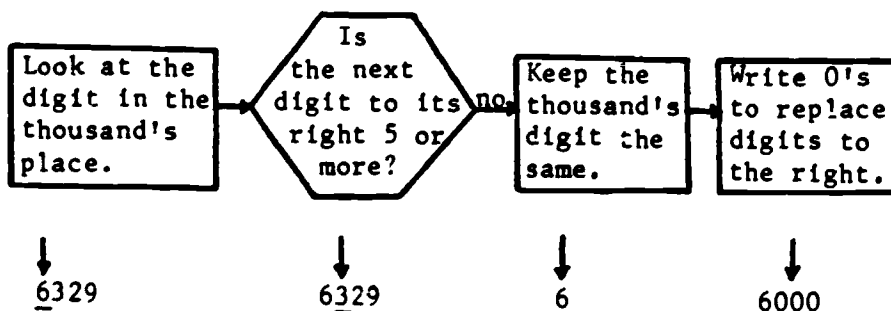 Look at the
digit in the
thousand's
place.
Is
the next
digit to its
right 5 or
more?
no
Keep the
thousand's
digit the
same.
Write 0's
to replace
digits to
the right.
6329
6329
6
6000